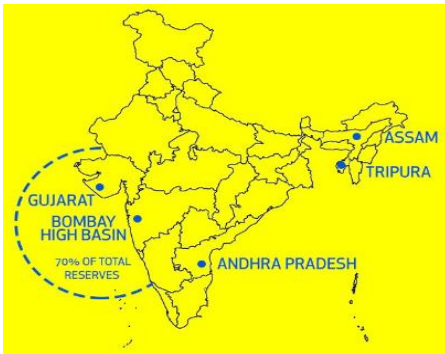 ASSAM
TRIPURA
GUJARAT
BOMBAY
HIGH BASIN
70% OF TOTAL
RESERVES
ANDHRA PRADESH